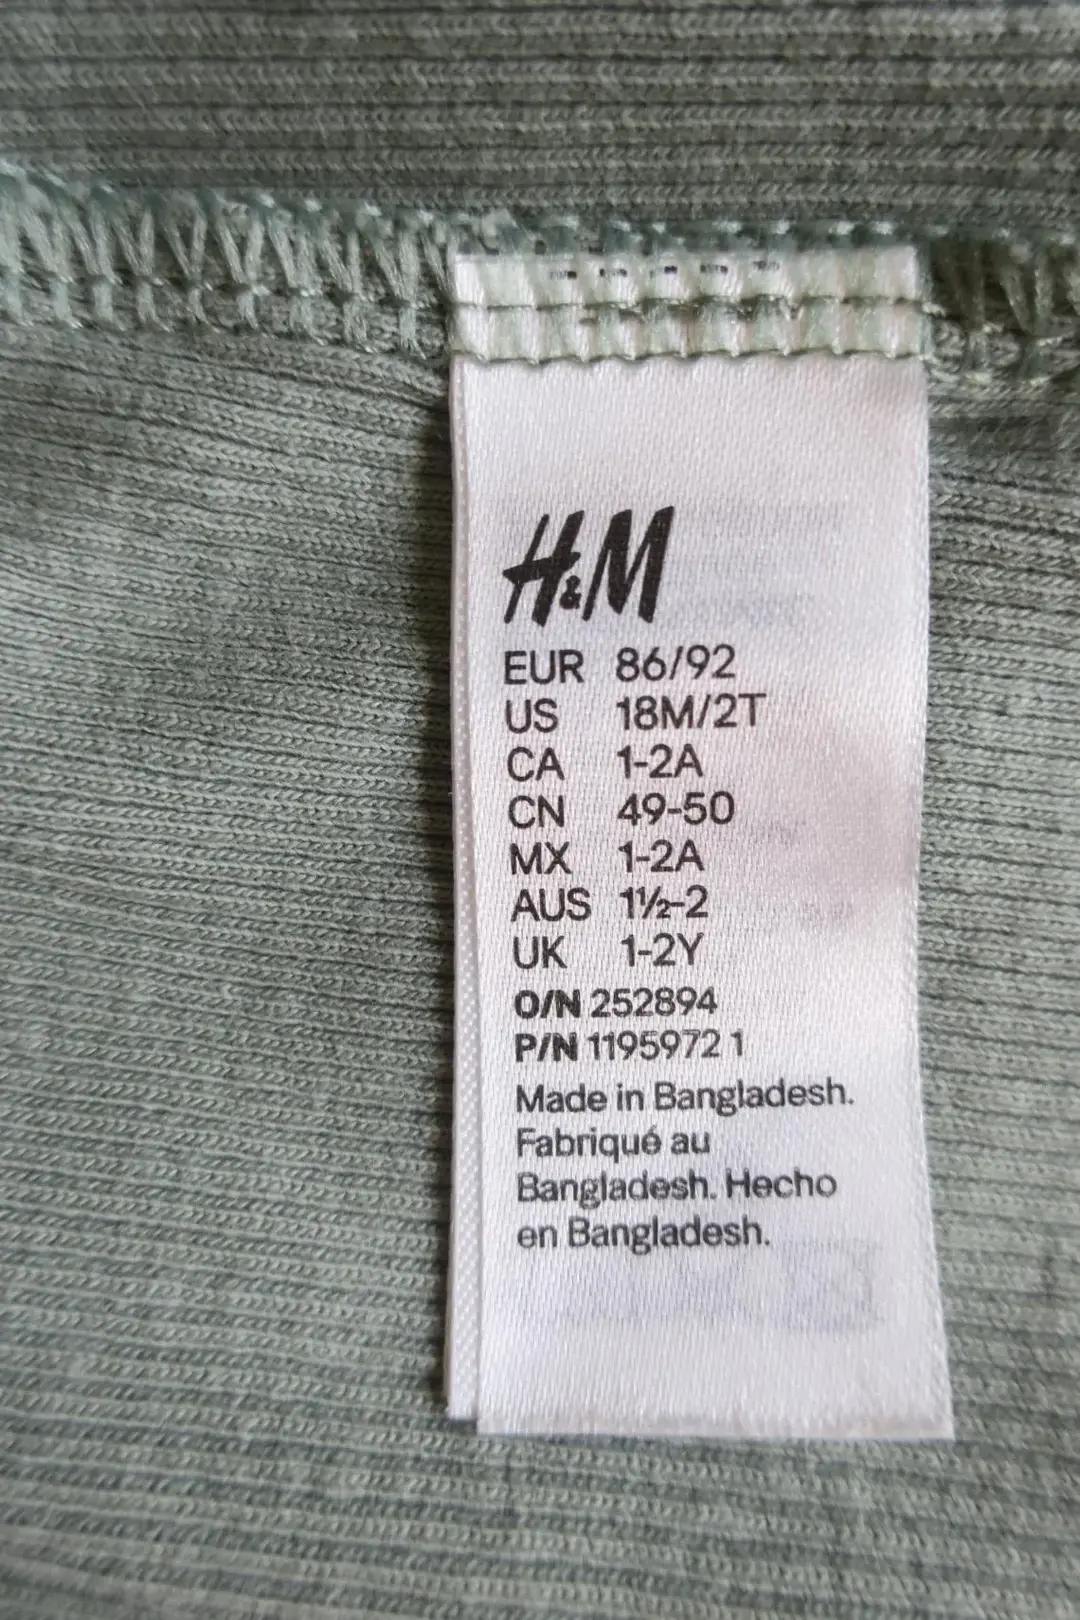 H&M
EUR 86/92
US 18M/2T
CA 1-2A
CN 49-50
MX 1-2A
AUS 1½-2
UK 1-2Y
O/N 252894
P/N 1195972 1
Made in Bangladesh.
Fabriqué au
Bangladesh. Hecho
en Bangladesh.